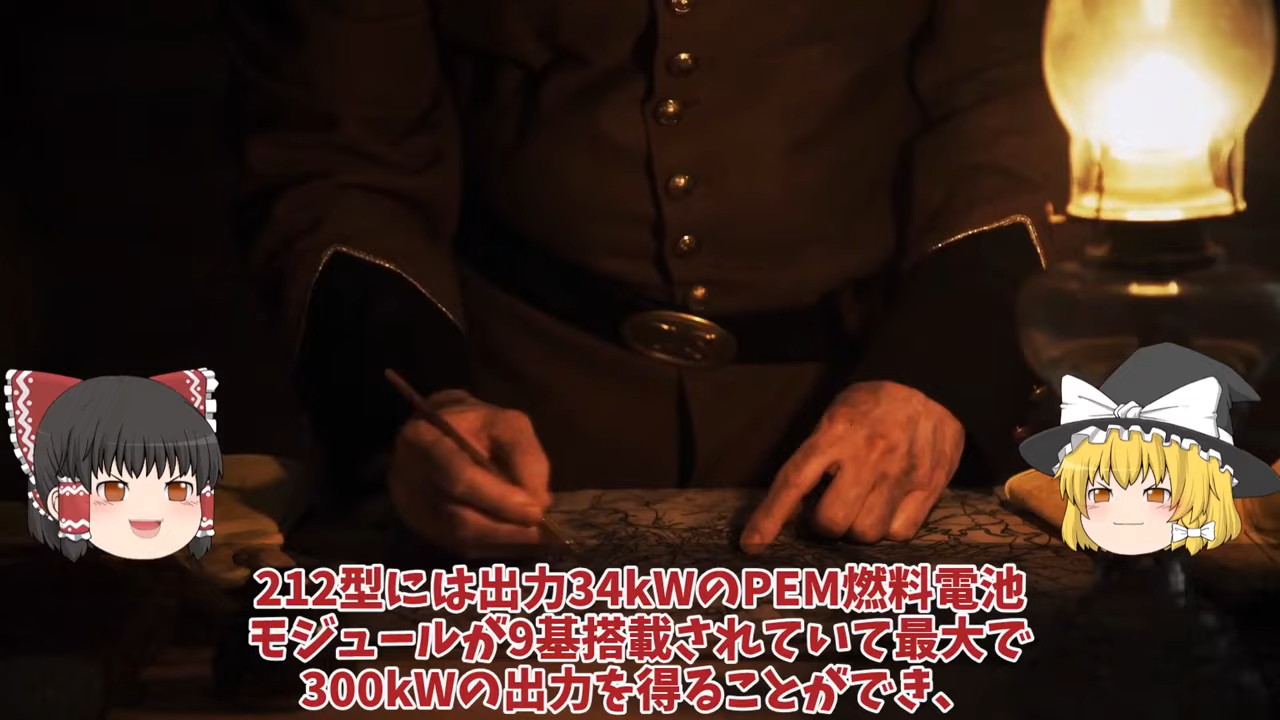 212型には出力34kWのPEM燃料電池
モジュールが9基搭載されていて最大で
300kWの出力を得ることができ、